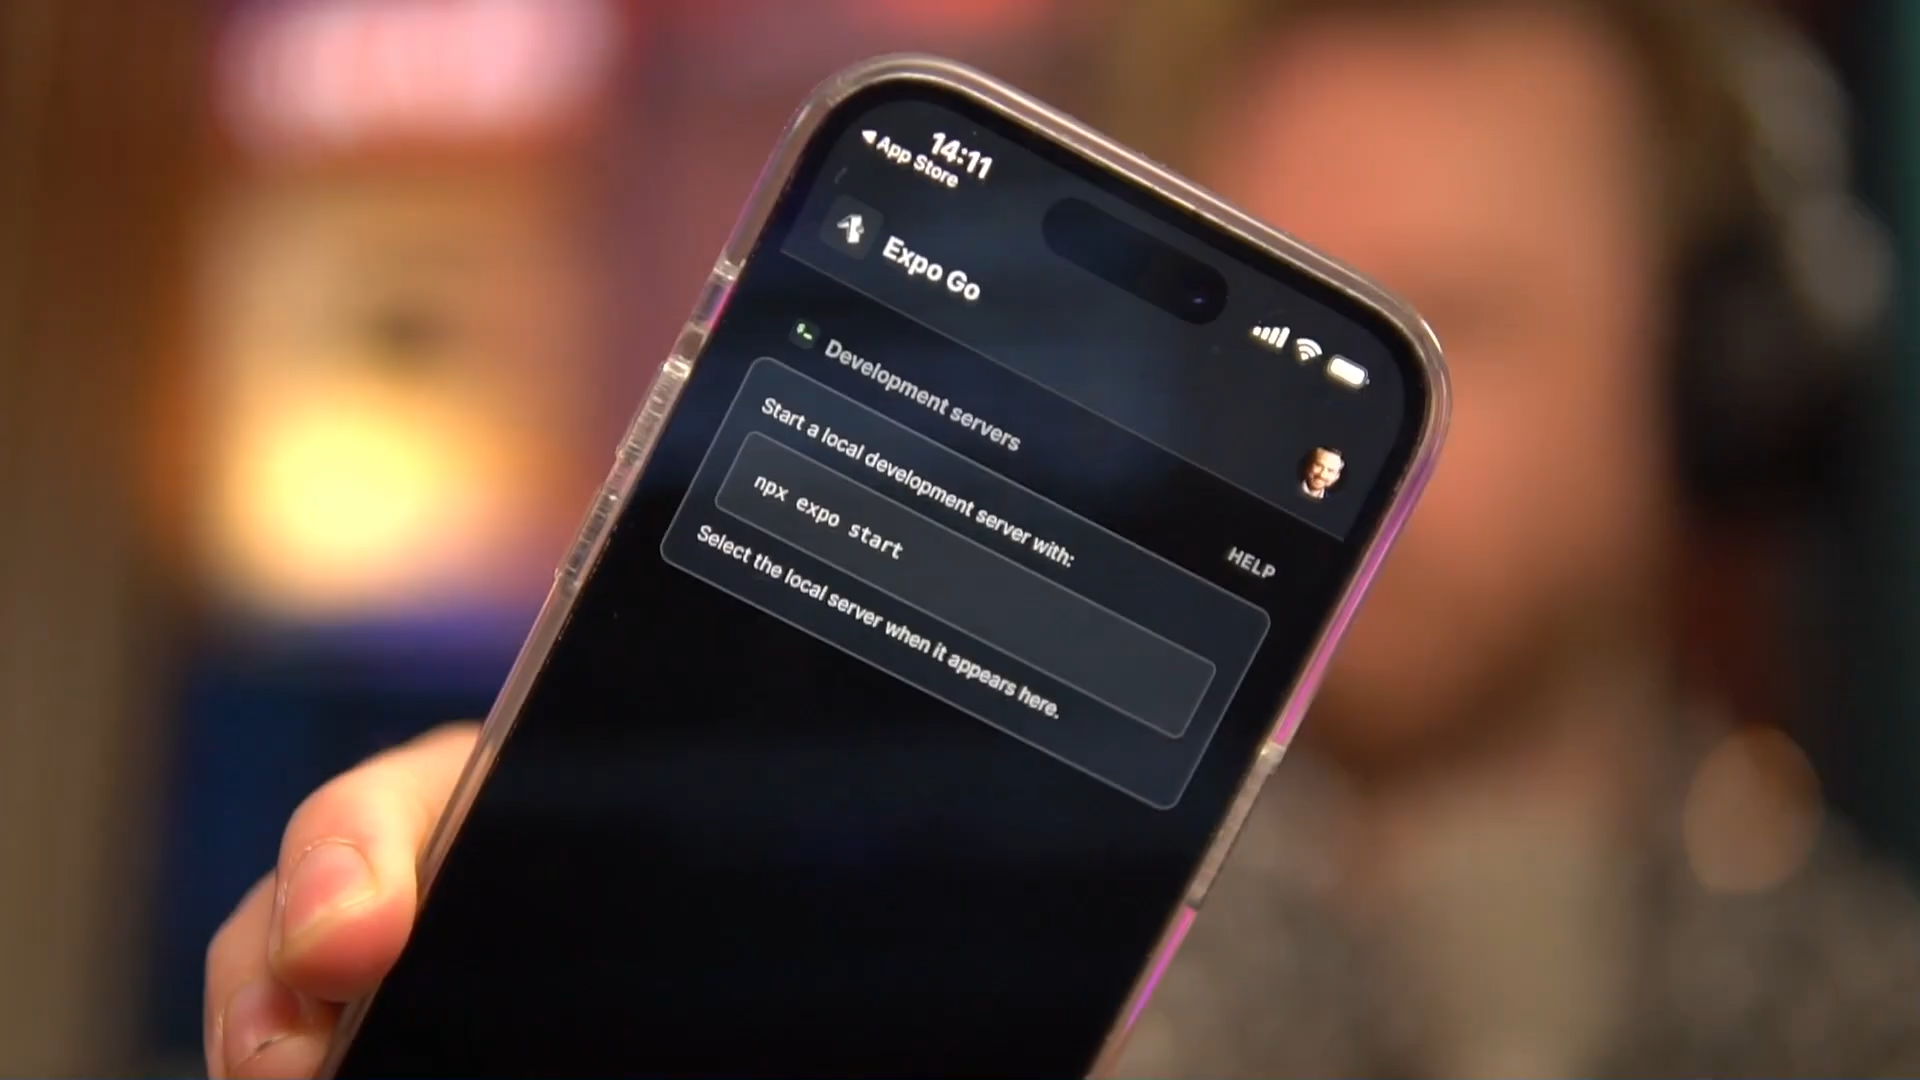 14:11
◀ App Store
Expo Go
$_
Development servers
HELP
Start a local development server with:
npx expo start
Select the local server when it appears here.